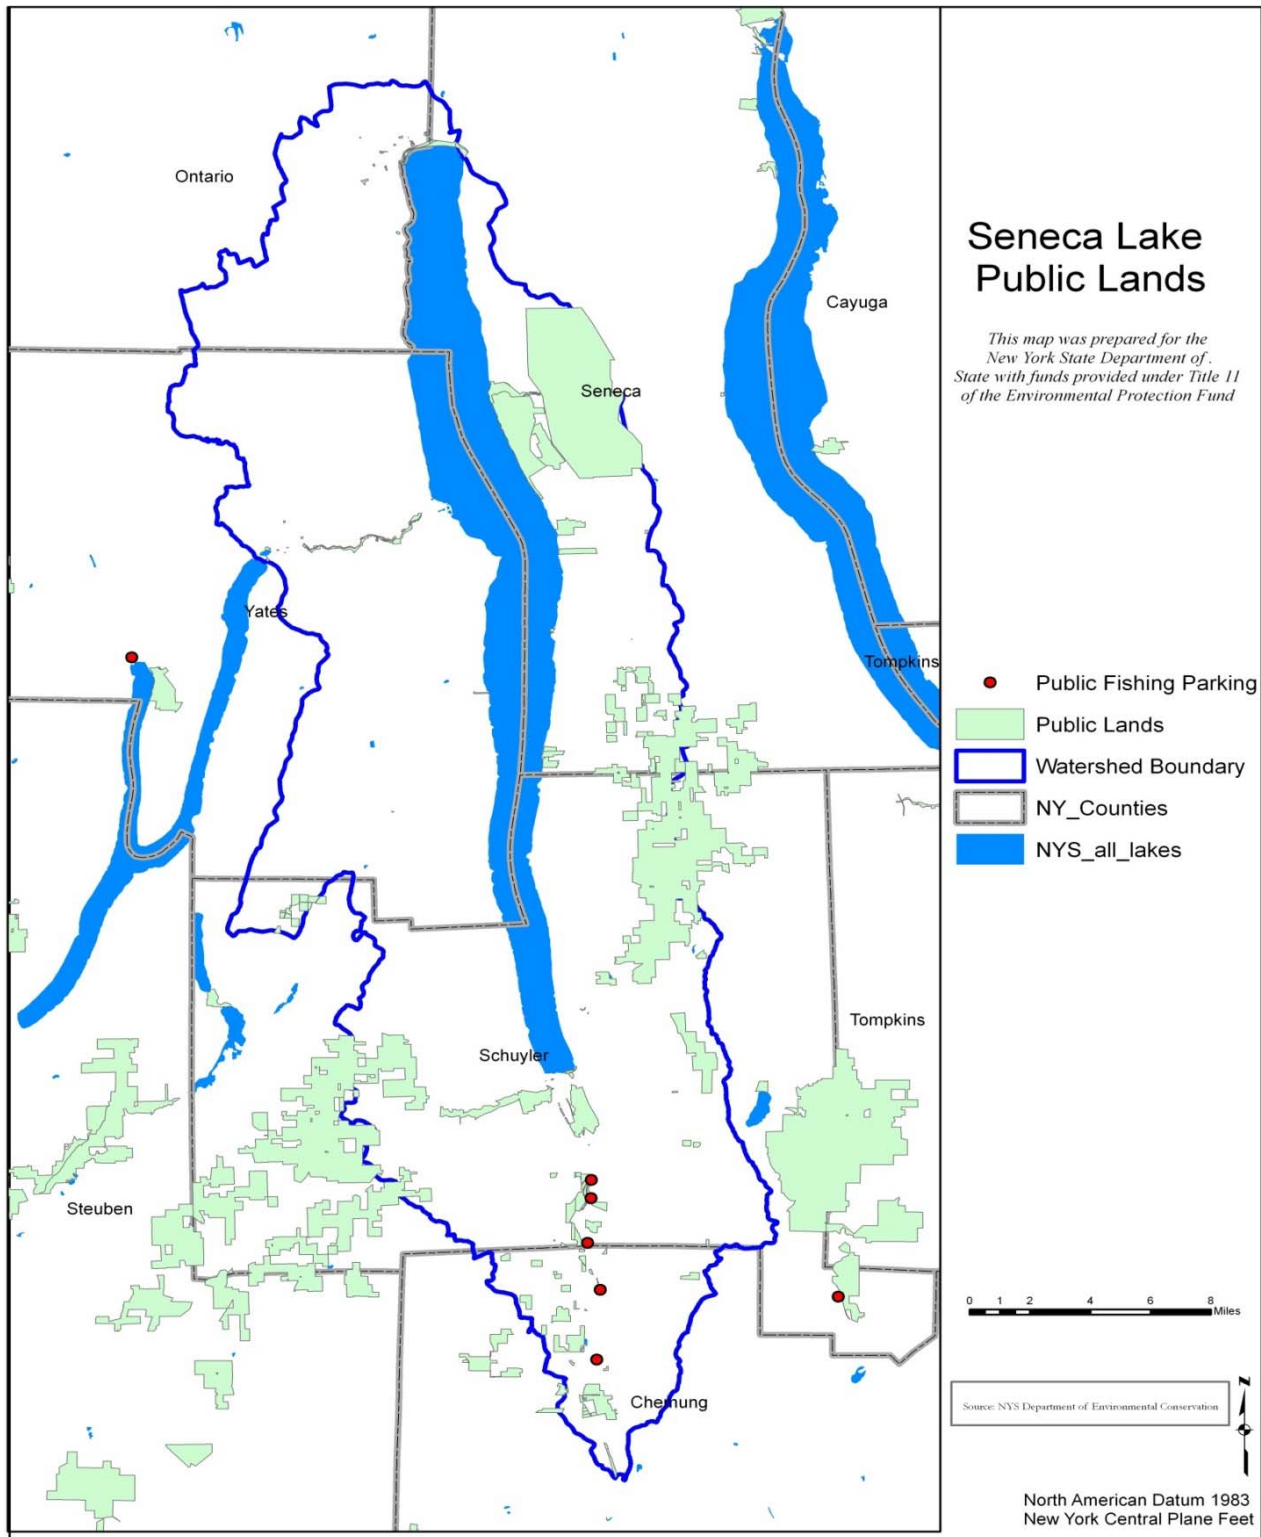 Seneca Lake
Public Lands
This map was prepared for the
New York State Department of .
State with funds provided under Title 11
of the Environmental Protection Fund
Ontario
Cayuga
Seneca
Yates
Tompkins
Public Fishing Parking
Public Lands
Watershed Boundary
NY_Counties
NYS_all_lakes
Tompkins
Schuyler
Steuben
Chemung
0 1 2 4 6 8
Miles
Source: NYS Department of Environmental Conservation
N
North American Datum 1983
New York Central Plane Feet